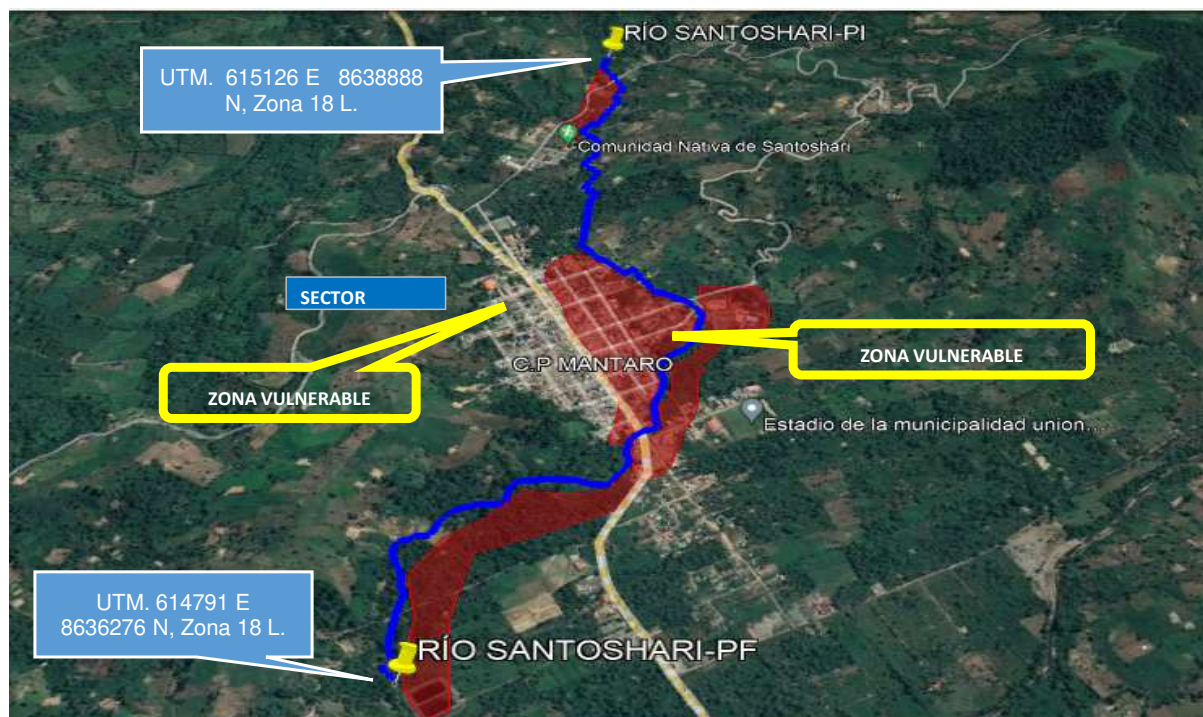 RÍO SANTOSHARI-PI
UTM. 615126 E 8638888
N, Zona 18 L.
Comunidad Nativa de Santoshari
SECTOR
ZONA VULNERABLE
C.P MANTARO
ZONA VULNERABLE
Estadio de la municipalidad union...
UTM. 614791 E
8636276 N, Zona 18 L.
RÍO SANTOSHARI-PF